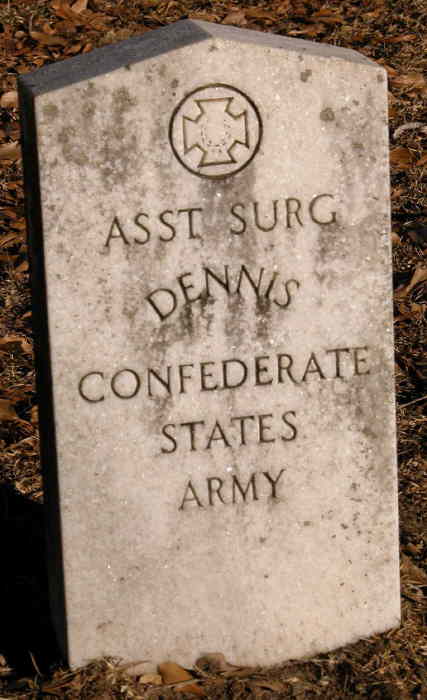 ASST SURG
DENNIS
CONFEDERATE
STATES
ARMY